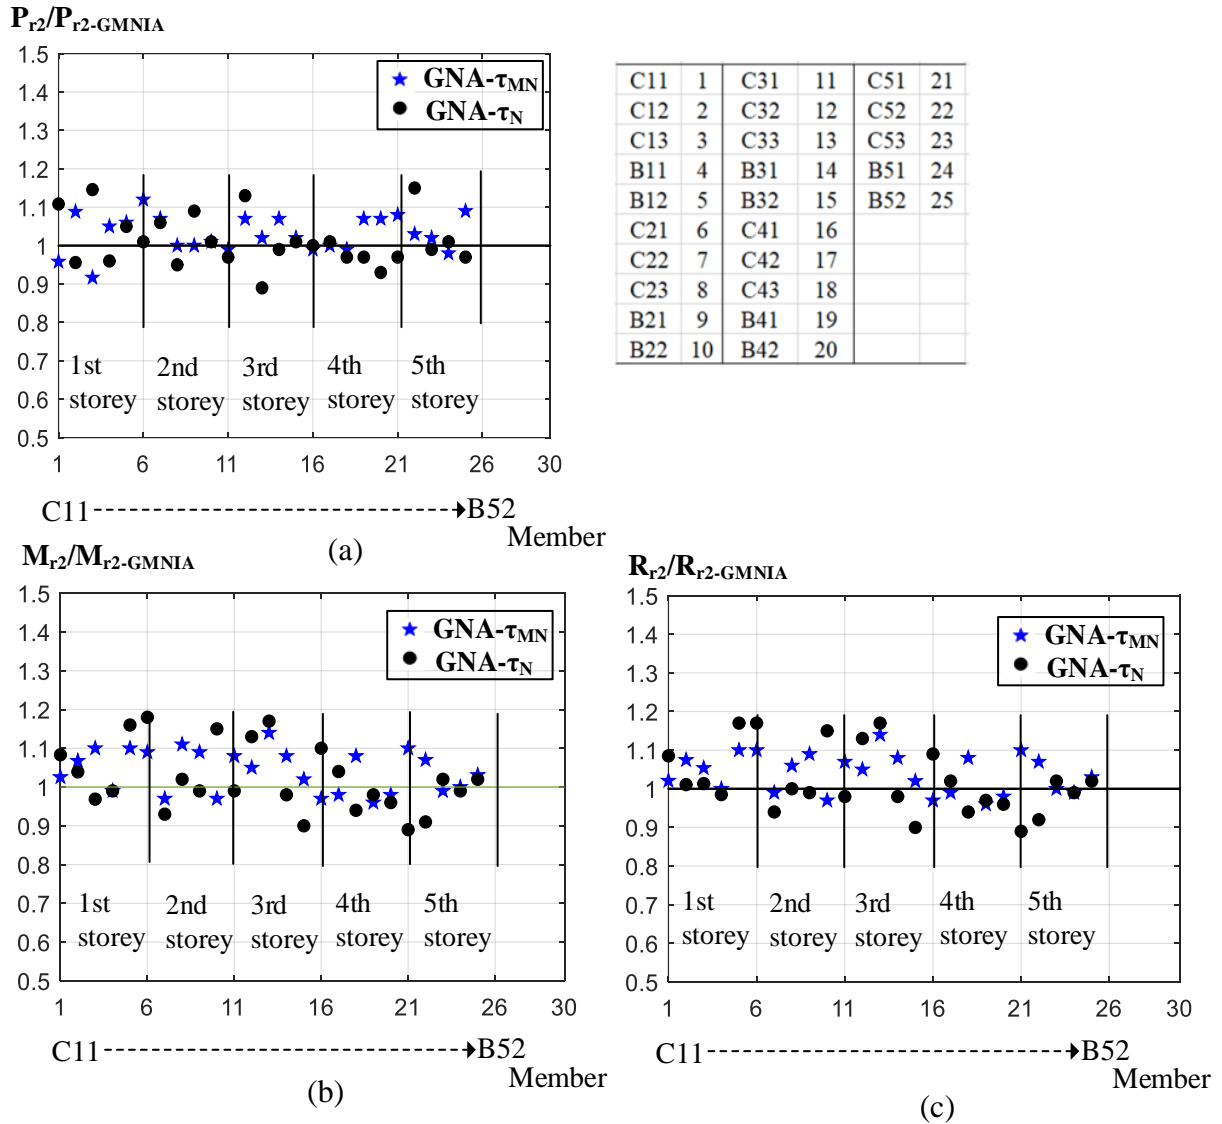 Pr2/Pr2-GMNIA
1.5
1.4
1.3
1.2
1.1
1
0.9
0.8
0.7
0.6
0.5
GNA-τMN
GNA-τN
1st storey
2nd storey
3rd storey
4th storey
5th storey
1 6 11 16 21 26 30
C11 B52
Member
(a)
C11 1 C31 11 C51 21
C12 2 C32 12 C52 22
C13 3 C33 13 C53 23
B11 4 B31 14 B51 24
B12 5 B32 15 B52 25
C21 6 C41 16
C22 7 C42 17
C23 8 C43 18
B21 9 B41 19
B22 10 B42 20
Mr2/Mr2-GMNIA
1.5
1.4
1.3
1.2
1.1
1
0.9
0.8
0.7
0.6
0.5
GNA-τMN
GNA-τN
1st storey
2nd storey
3rd storey
4th storey
5th storey
1 6 11 16 21 26 30
C11 B52
Member
(b)
Rr2/Rr2-GMNIA
1.5
1.4
1.3
1.2
1.1
1
0.9
0.8
0.7
0.6
0.5
GNA-τMN
GNA-τN
1st storey
2nd storey
3rd storey
4th storey
5th storey
1 6 11 16 21 26 30
C11 B52
Member
(c)